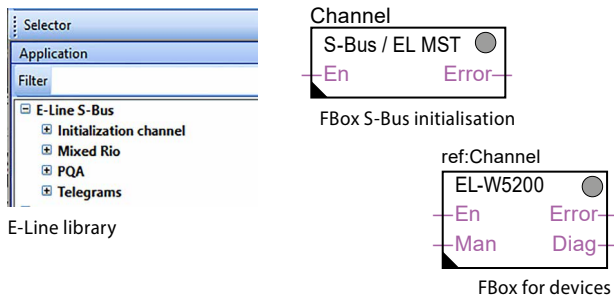 Selector
Application
Filter
E-Line S-Bus
Initialization channel
Mixed Rio
PQA
Telegrams
E-Line library
Channel
S-Bus / EL MST
En Error
FBox S-Bus initialisation
ref:Channel
EL-W5200
En Error
Man Diag
FBox for devices